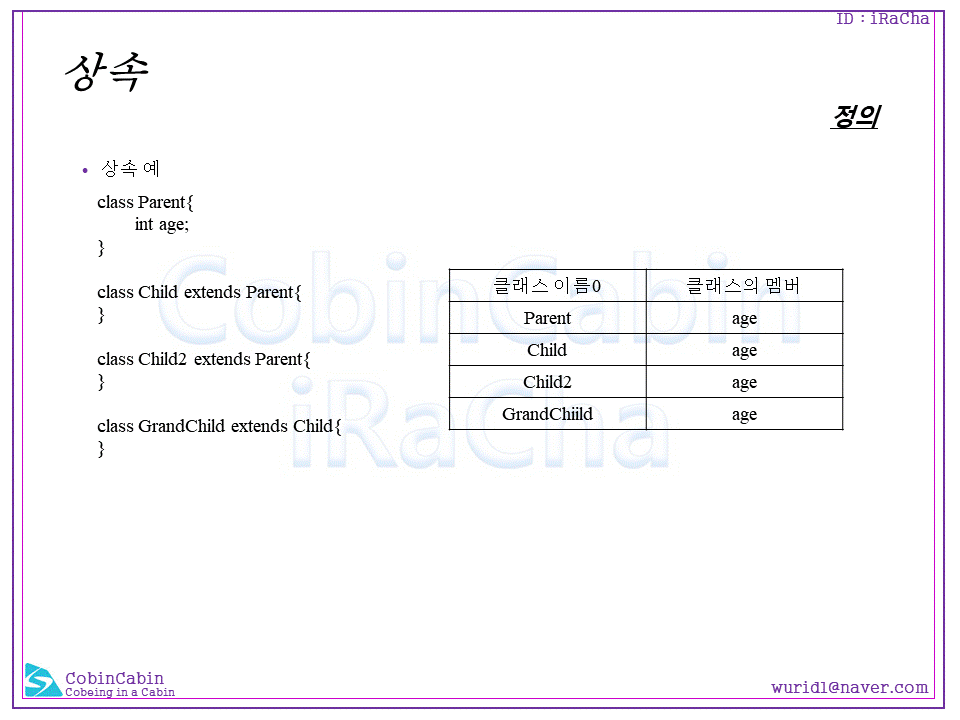 ID : iRaCha
상속
정의
• 상속 예
class Parent{
int age;
}
class Child extends Parent{
}
class Child2 extends Parent{
}
class GrandChild extends Child{
}
클래스 이름0 클래스의 멤버
Parent age
Child age
Child2 age
GrandChiild age
CobinCabin
iRaCha
CobinCabin
Cobeing in a Cabin
wurid1@naver.com